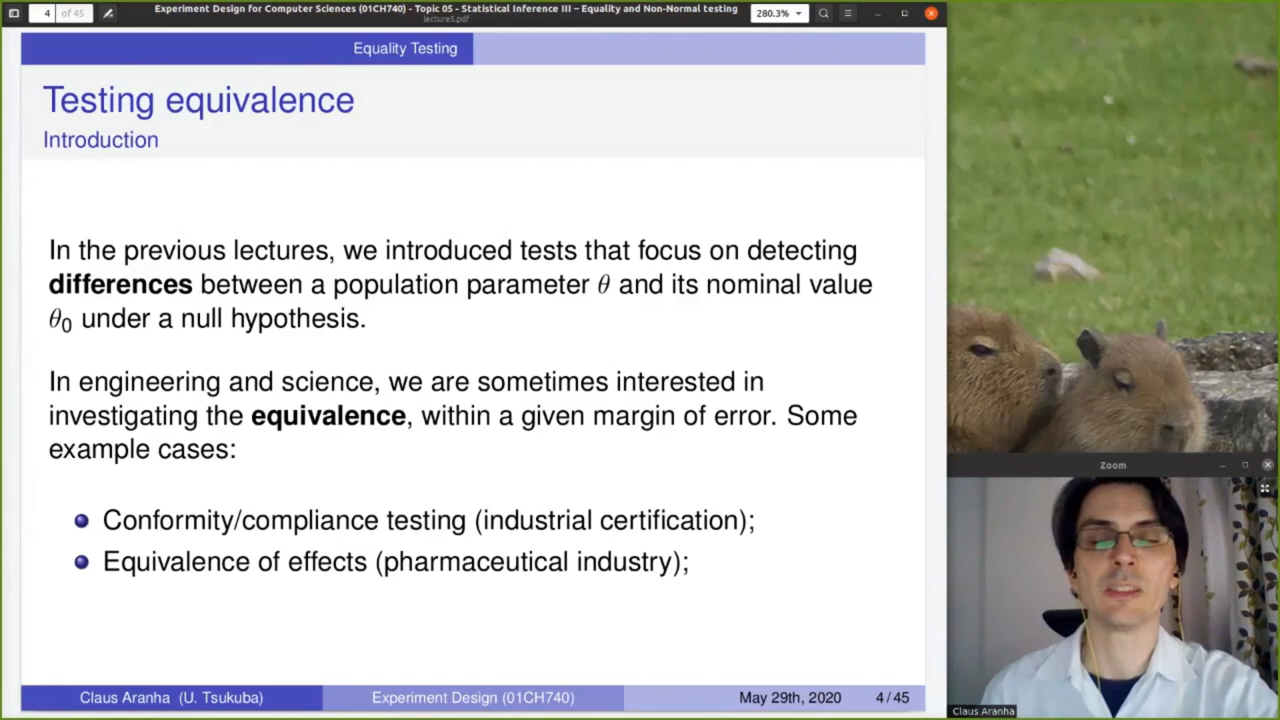 4 of 45
Experiment Design for Computer Sciences (01CH740) - Topic 05 - Statistical Inference III – Equality and Non-Normal testing
lecture5.pdf
280.3%
Equality Testing
Testing equivalence
Introduction
In the previous lectures, we introduced tests that focus on detecting
differences between a population parameter θ and its nominal value
θ₀ under a null hypothesis.
In engineering and science, we are sometimes interested in
investigating the equivalence, within a given margin of error. Some
example cases:
Conformity/compliance testing (industrial certification);
Equivalence of effects (pharmaceutical industry);
Claus Aranha (U. Tsukuba)
Experiment Design (01CH740)
May 29th, 2020
4 / 45
Zoom
Claus Aranha